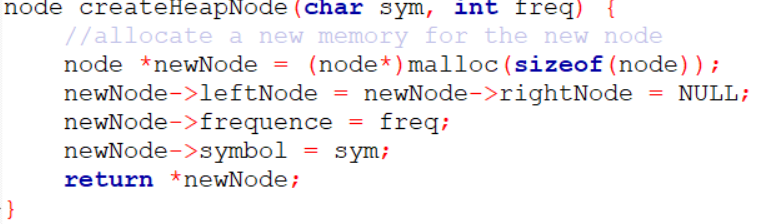 node createHeapNode(char sym, int freq) {
//allocate a new memory for the new node
node *newNode = (node*)malloc(sizeof(node));
newNode->leftNode = newNode->rightNode = NULL;
newNode->frequence = freq;
newNode->symbol = sym;
return *newNode;
}